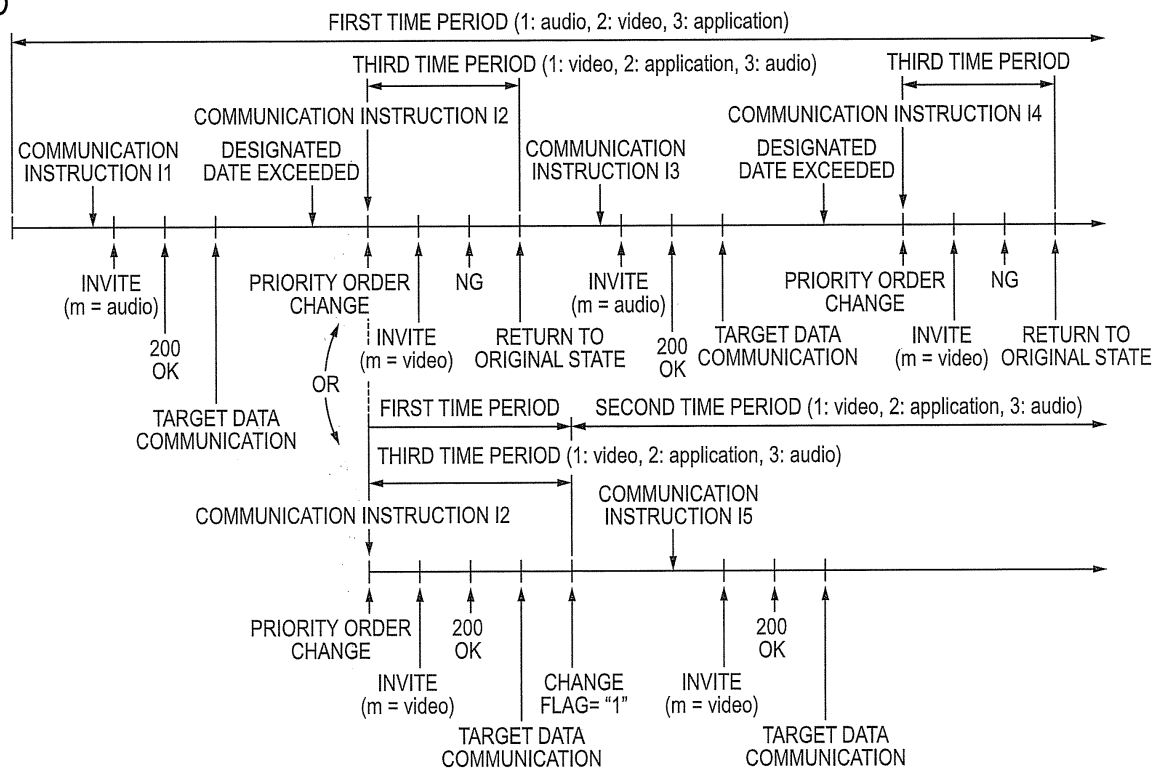 FIRST TIME PERIOD (1: audio, 2: video, 3: application)
THIRD TIME PERIOD (1: video, 2: application, 3: audio)
THIRD TIME PERIOD
COMMUNICATION INSTRUCTION I2
COMMUNICATION INSTRUCTION I4
COMMUNICATION
INSTRUCTION I1
DESIGNATED
DATE EXCEEDED
COMMUNICATION
INSTRUCTION I3
DESIGNATED
DATE EXCEEDED
INVITE
(m = audio)
200
OK
TARGET DATA
COMMUNICATION
PRIORITY ORDER
CHANGE
INVITE
(m = video)
NG
RETURN TO
ORIGINAL STATE
INVITE
(m = audio)
200
OK
TARGET DATA
COMMUNICATION
PRIORITY ORDER
CHANGE
INVITE
(m = video)
NG
RETURN TO
ORIGINAL STATE
OR
FIRST TIME PERIOD
SECOND TIME PERIOD (1: video, 2: application, 3: audio)
THIRD TIME PERIOD (1: video, 2: application, 3: audio)
COMMUNICATION INSTRUCTION I2
COMMUNICATION
INSTRUCTION I5
PRIORITY ORDER
CHANGE
INVITE
(m = video)
200
OK
TARGET DATA
COMMUNICATION
CHANGE
FLAG= “1”
INVITE
(m = video)
200
OK
TARGET DATA
COMMUNICATION